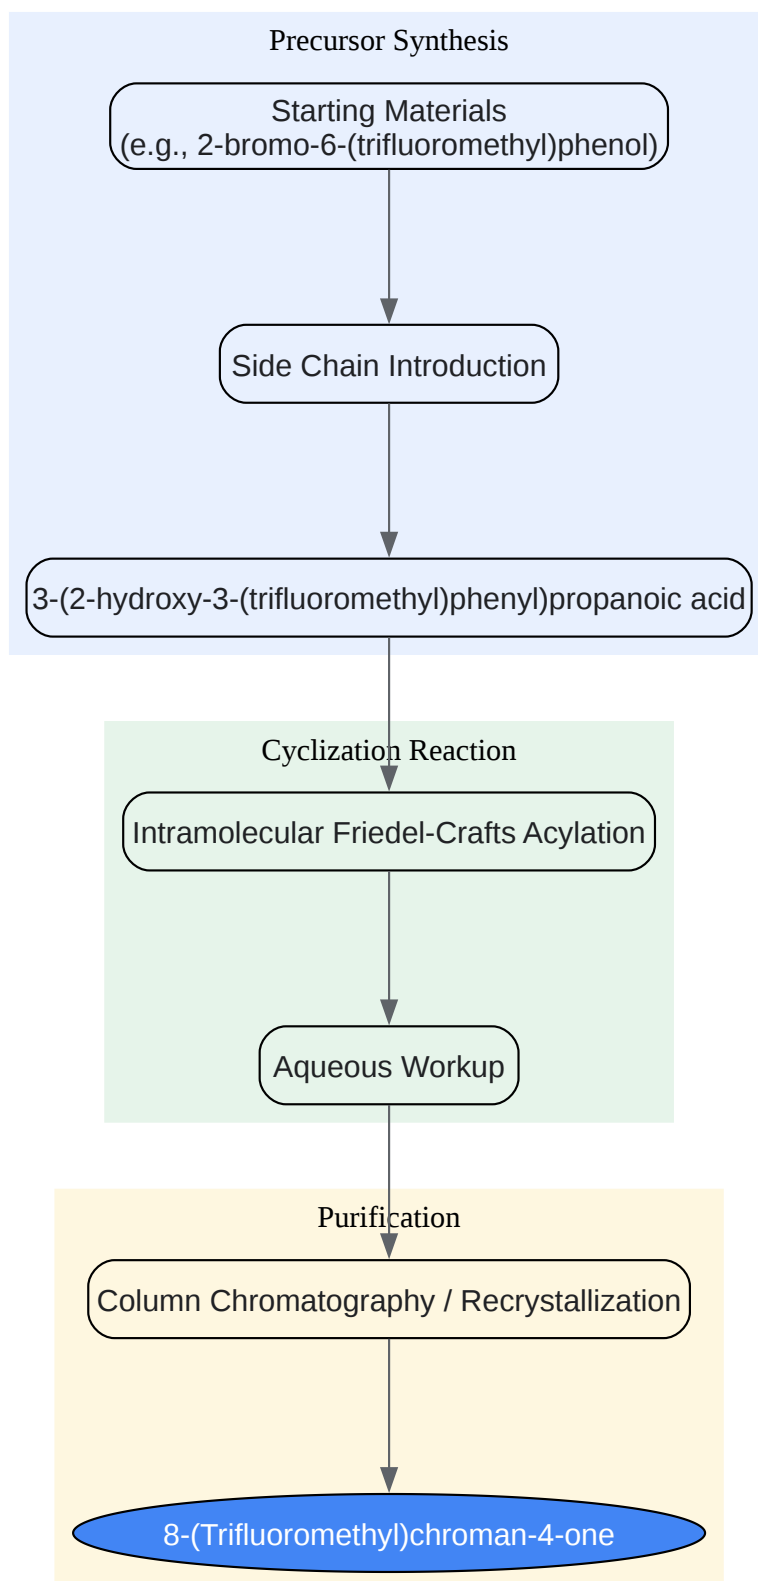 Precursor Synthesis
Starting Materials
(e.g., 2-bromo-6-(trifluoromethyl)phenol)
Side Chain Introduction
3-(2-hydroxy-3-(trifluoromethyl)phenyl)propanoic acid
Cyclization Reaction
Intramolecular Friedel-Crafts Acylation
Aqueous Workup
Purification
Column Chromatography / Recrystallization
8-(Trifluoromethyl)chroman-4-one